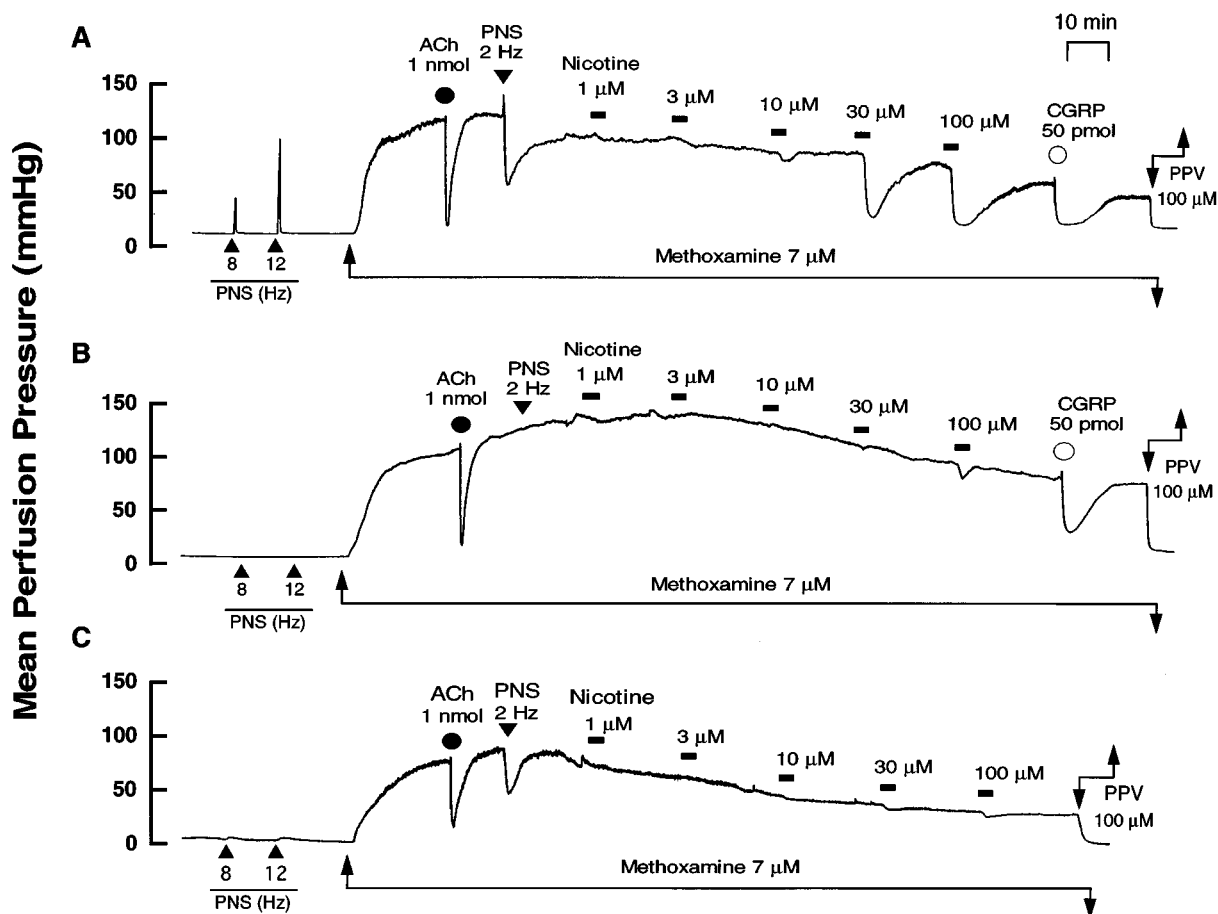 Mean Perfusion Pressure (mmHg)
A
10 min
ACh
1 nmol
PNS
2 Hz
Nicotine
1 μM
3 μM
10 μM
30 μM
100 μM
CGRP
50 pmol
PPV
100 μM
150
100
50
0
8
12
PNS (Hz)
Methoxamine 7 μM
B
ACh
1 nmol
PNS
2 Hz
Nicotine
1 μM
3 μM
10 μM
30 μM
100 μM
CGRP
50 pmol
PPV
100 μM
150
100
50
0
8
12
PNS (Hz)
Methoxamine 7 μM
C
ACh
1 nmol
PNS
2 Hz
Nicotine
1 μM
3 μM
10 μM
30 μM
100 μM
PPV
100 μM
150
100
50
0
8
12
PNS (Hz)
Methoxamine 7 μM